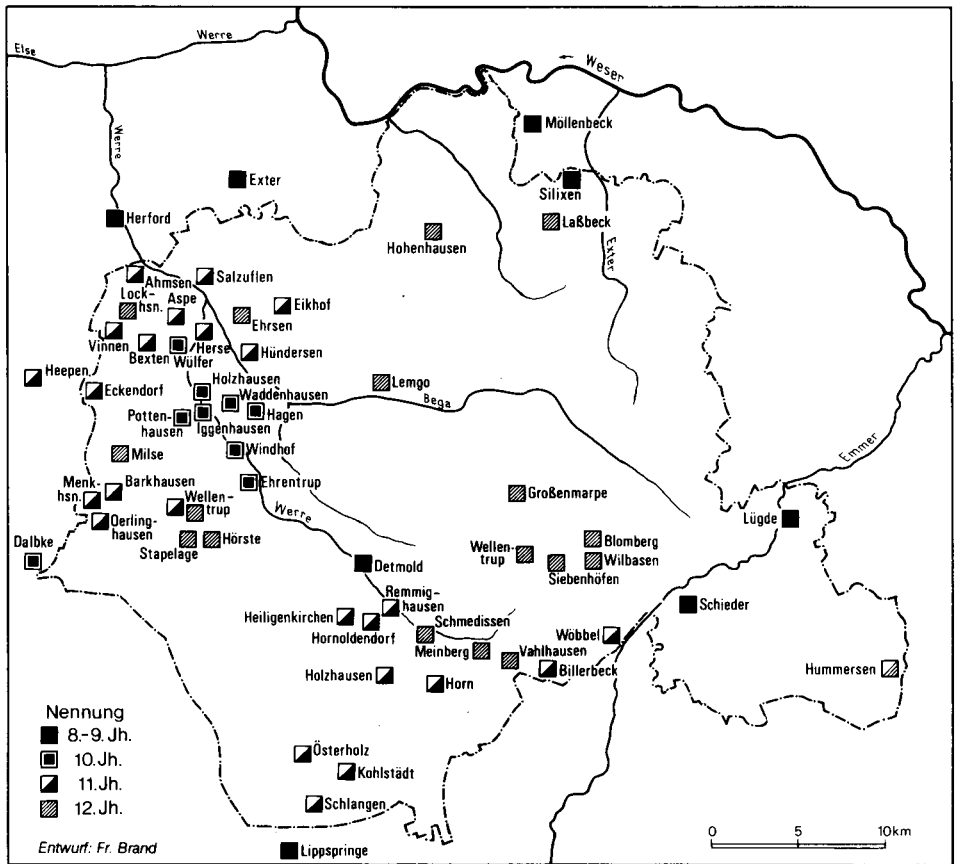 Else
Werre
Weser
Werre
Möllenbeck
Exter
Silixen
Herford
Laßbeck
Hohenhausen
Exter
Ahmsen
Salzuflen
Lock-
hsn.
Aspe
Eikhof
Ehrsen
Vinnen
Bexten
Wülfer
Herse
Hündersen
Heepen
Eckendorf
Holzhausen
Waddenhausen
Lemgo
Bega
Potten-
hausen
Iggenhausen
Hagen
Milse
Windhof
Emmer
Menk-
hsn.
Barkhausen
Wellen-
trup
Ehrentrup
Großenmarpe
Oerling-
hausen
Werre
Lügde
Stapelage
Hörste
Blomberg
Dalbke
Detmold
Wellen-
trup
Siebenhöfen
Wilbasen
Remmig-
hausen
Schieder
Heiligenkirchen
Hornoldendorf
Schmedissen
Wöbbel
Meinberg
Vahlhausen
Billerbeck
Hummersen
Holzhausen
Horn
Nennung
8.-9. Jh.
10. Jh.
11. Jh.
12. Jh.
Österholz
Kohlstädt
Schlangen
Entwurf: Fr. Brand
Lippspringe
0 5 10 km